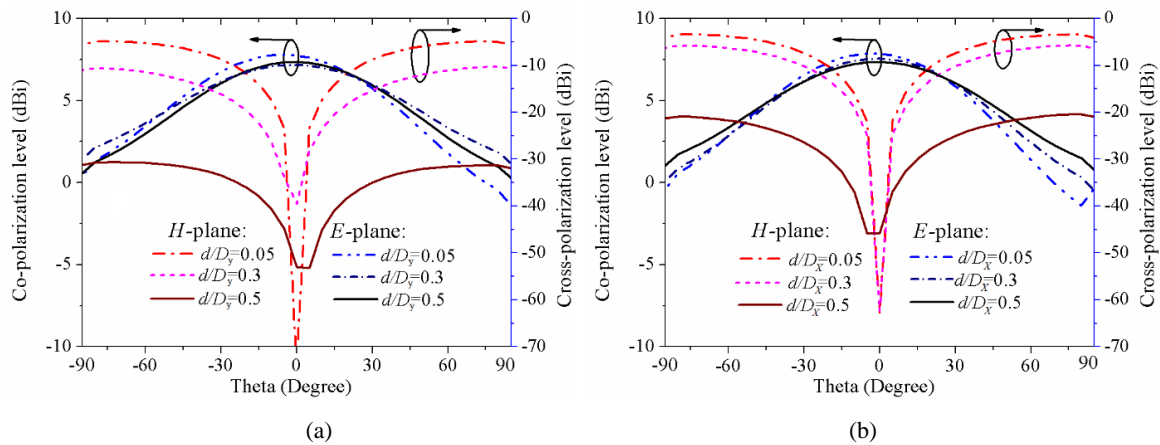 10
5
0
-5
-10
Co-polarization level (dBi)
0
-10
-20
-30
-40
-50
-60
-70
Cross-polarization level (dBi)
H-plane: E-plane:
d/Dy=0.05 d/Dy=0.05
d/Dy=0.3 d/Dy=0.3
d/Dy=0.5 d/Dy=0.5
-90 -60 -30 0 30 60 90
Theta (Degree)
(a)
10
5
0
-5
-10
Co-polarization level (dBi)
0
-10
-20
-30
-40
-50
-60
-70
Cross-polarization level (dBi)
H-plane: E-plane:
d/Dx=0.05 d/Dx=0.05
d/Dx=0.3 d/Dx=0.3
d/Dx=0.5 d/Dx=0.5
-90 -60 -30 0 30 60 90
Theta (Degree)
(b)